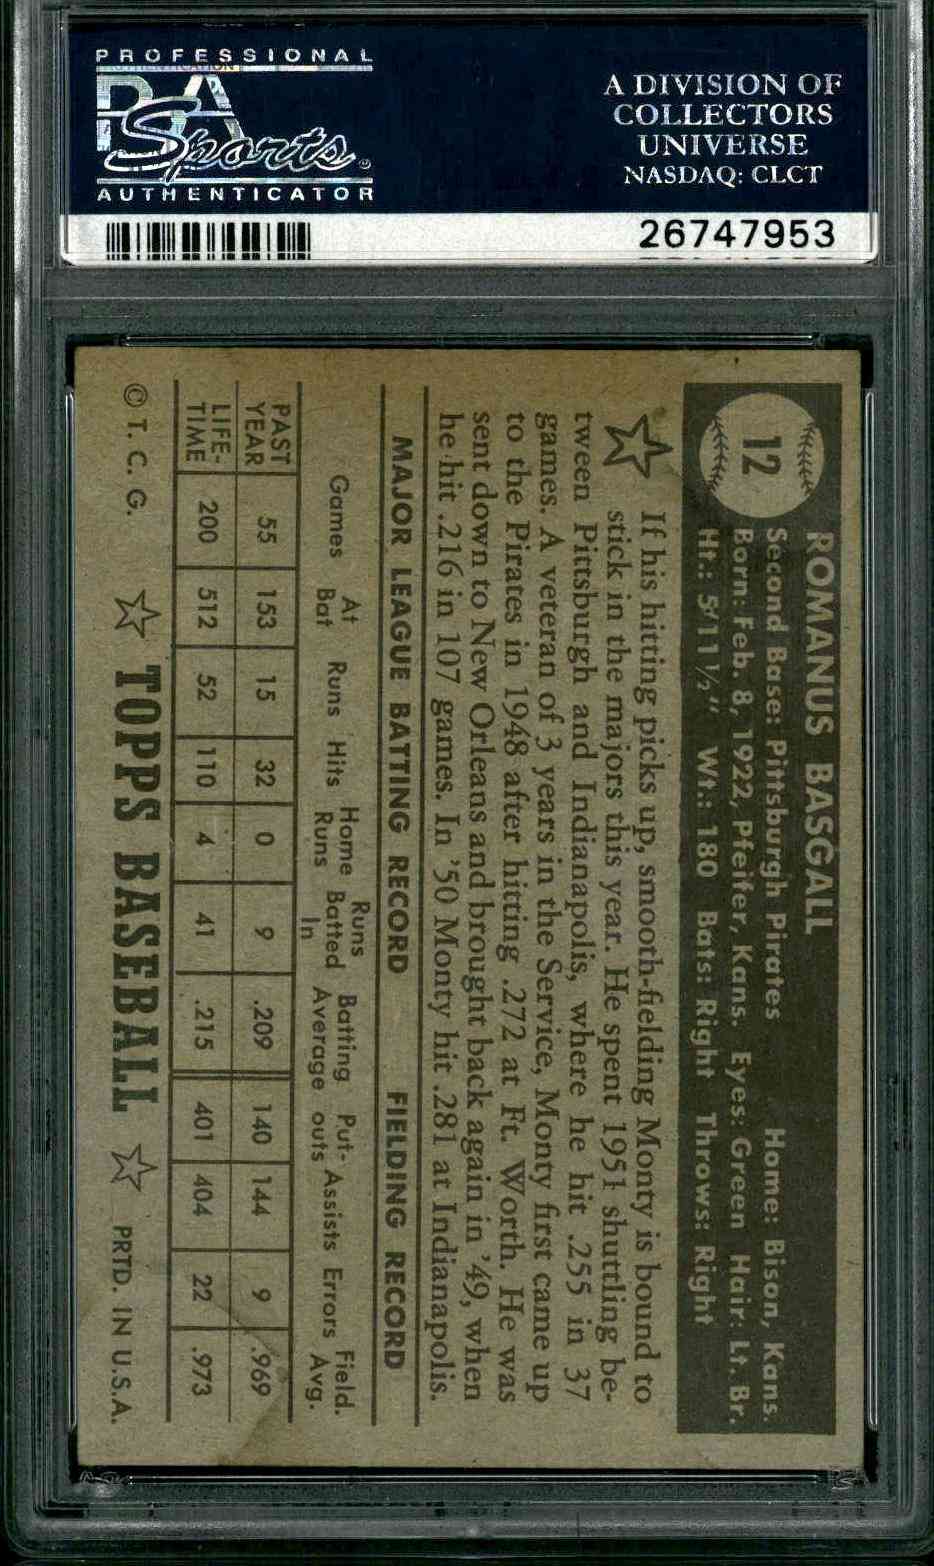 PROFESSIONAL
PSA
Sports
AUTHENTICATOR
A DIVISION OF
COLLECTORS
UNIVERSE
NASDAQ: CLCT
26747953
12
ROMANUS BASGALL
Second Base: Pittsburgh Pirates Home: Bison, Kans.
Born: Feb. 8, 1922, Pfeifer, Kans. Eyes: Green Hair: Lt. Br.
Ht.: 5'11½" Wt.: 180 Bats: Right Throws: Right
If his hitting picks up, smooth-fielding Monty is bound to
stick in the majors this year. He spent 1951 shuttling be-
tween Pittsburgh and Indianapolis, where he hit .255 in 37
games. A veteran of 3 years in the Service, Monty first came up
to the Pirates in 1948 after hitting .272 at Ft. Worth. He was
sent down to New Orleans and brought back again in '49, when
he hit .216 in 107 games. In '50 Monty hit .281 at Indianapolis.
MAJOR LEAGUE BATTING RECORD FIELDING RECORD
Games At Bat Runs Hits Home Runs Runs Batted In Batting Average Put-outs Assists Errors Field. Avg.
PAST YEAR 55 153 15 32 0 9 .209 140 144 9 .969
LIFE-TIME 200 512 52 110 4 41 .215 401 404 22 .973
© T. C. G. TOPPS BASEBALL PRTD. IN U.S.A.